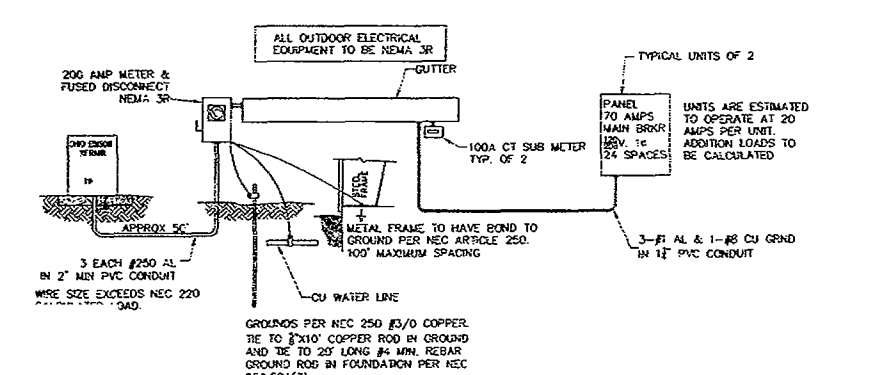 ALL OUTDOOR ELECTRICAL
EQUIPMENT TO BE NEMA 3R
GUTTER
TYPICAL UNITS OF 2
200 AMP METER &
FUSED DISCONNECT
NEMA 3R
PANEL
70 AMPS
MAIN BRKR
V. 1ø
24 SPACES
UNITS ARE ESTIMATED
TO OPERATE AT 20
AMPS PER UNIT.
ADDITION LOADS TO
BE CALCULATED
100A CT SUB METER
TYP. OF 2
OHIO EDISON
1ø
STEEL
FRAME
APPROX 50'
METAL FRAME TO HAVE BOND TO
GROUND PER NEC ARTICLE 250.
100' MAXIMUM SPACING
3-#1 AL & 1-#8 CU GRND
IN 1¼" PVC CONDUIT
3 EACH #250 AL
IN 2" MIN PVC CONDUIT
WIRE SIZE EXCEEDS NEC 220
LOAD.
CU WATER LINE
GROUNDS PER NEC 250 #3/0 COPPER.
TIE TO ⅝"X10' COPPER ROD IN GROUND
AND TIE TO 20' LONG #4 MIN. REBAR
GROUND ROD IN FOUNDATION PER NEC